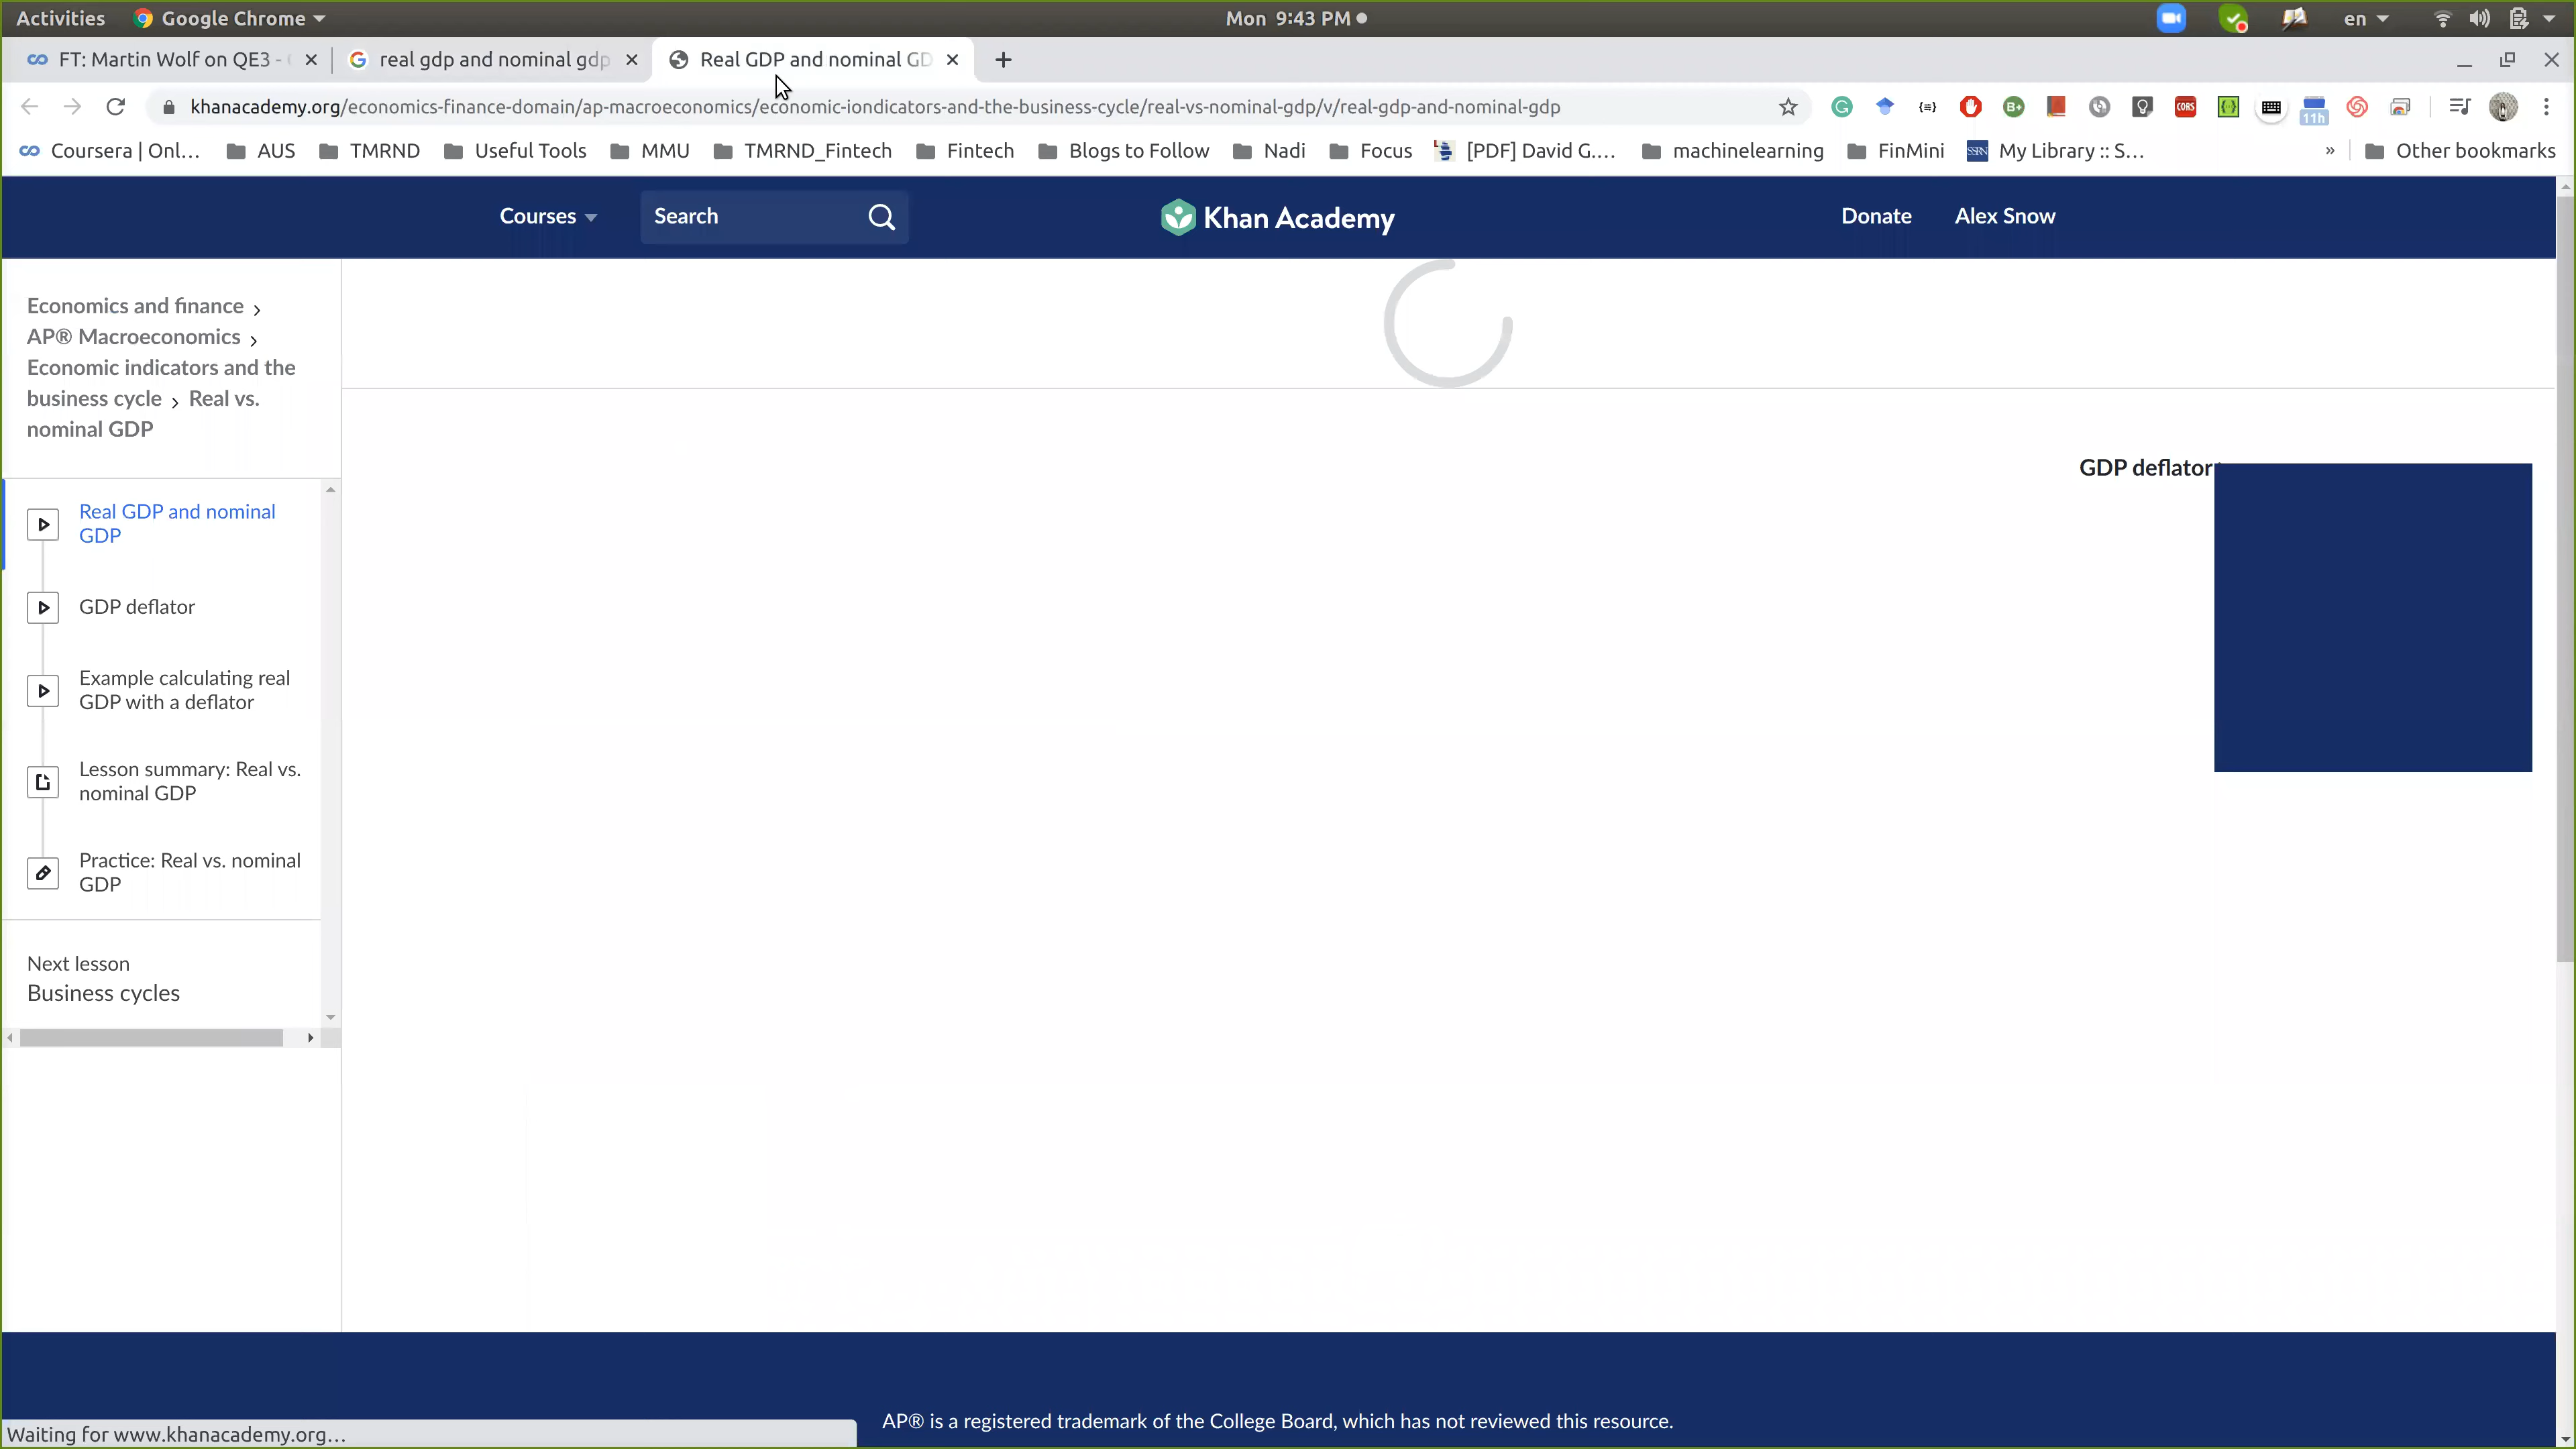 Activities Google Chrome Mon 9:43 PM en
FT: Martin Wolf on QE3 - real gdp and nominal gdp Real GDP and nominal GD
khanacademy.org/economics-finance-domain/ap-macroeconomics/economic-iondicators-and-the-business-cycle/real-vs-nominal-gdp/v/real-gdp-and-nominal-gdp
{≡} B+ CORS 11h
Coursera | Onl... AUS TMRND Useful Tools MMU TMRND_Fintech Fintech Blogs to Follow Nadi Focus [PDF] David G.... machinelearning FinMini SSRN My Library :: S... » Other bookmarks
Courses Search Khan Academy Donate Alex Snow
Economics and finance ›
AP® Macroeconomics ›
Economic indicators and the
business cycle › Real vs.
nominal GDP
GDP deflator
Real GDP and nominal
GDP
GDP deflator
Example calculating real
GDP with a deflator
Lesson summary: Real vs.
nominal GDP
Practice: Real vs. nominal
GDP
Next lesson
Business cycles
AP® is a registered trademark of the College Board, which has not reviewed this resource.
Waiting for www.khanacademy.org...